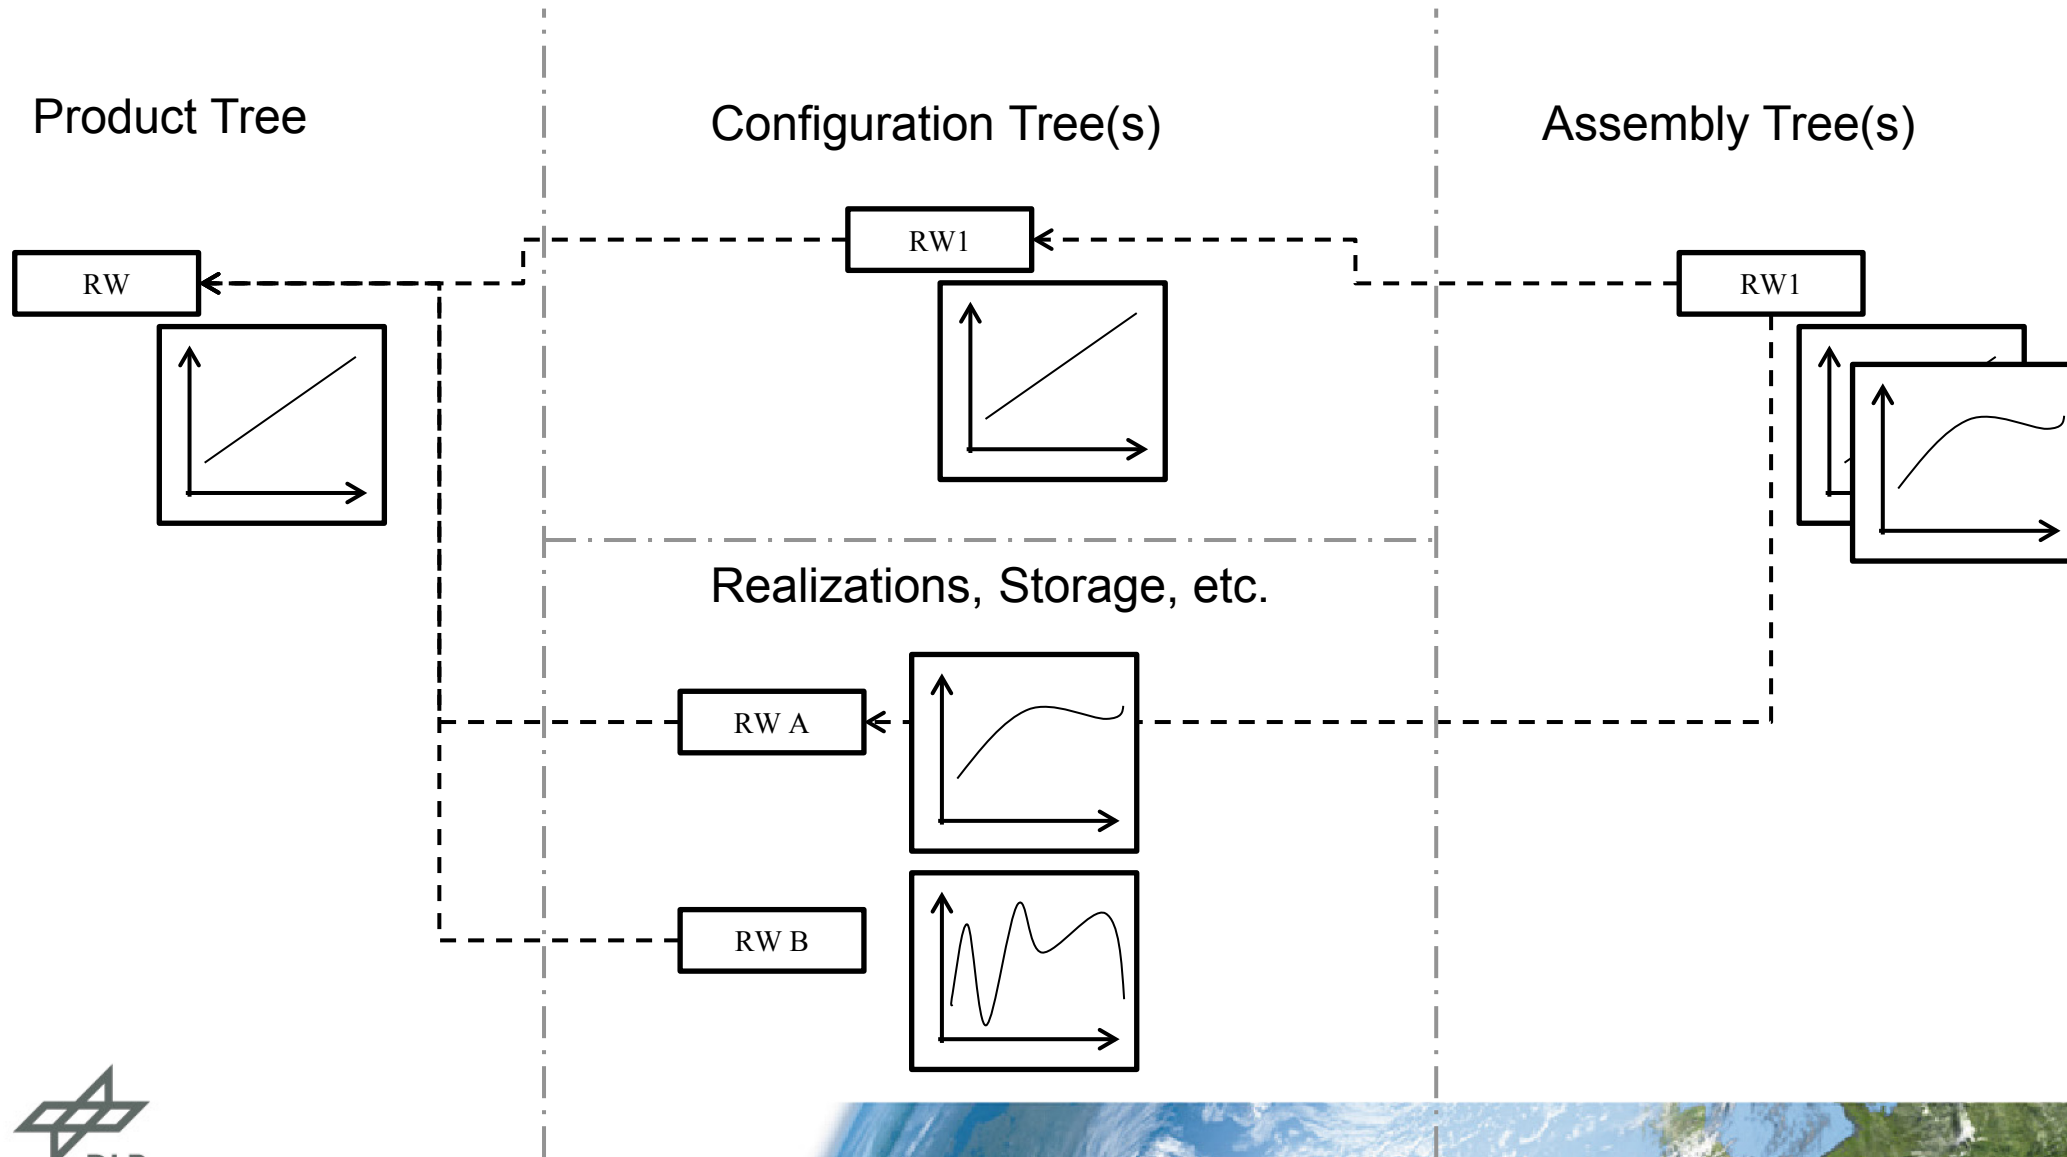 Product Tree
Configuration Tree(s)
Assembly Tree(s)
RW
RW1
RW1
Realizations, Storage, etc.
RW A
RW B